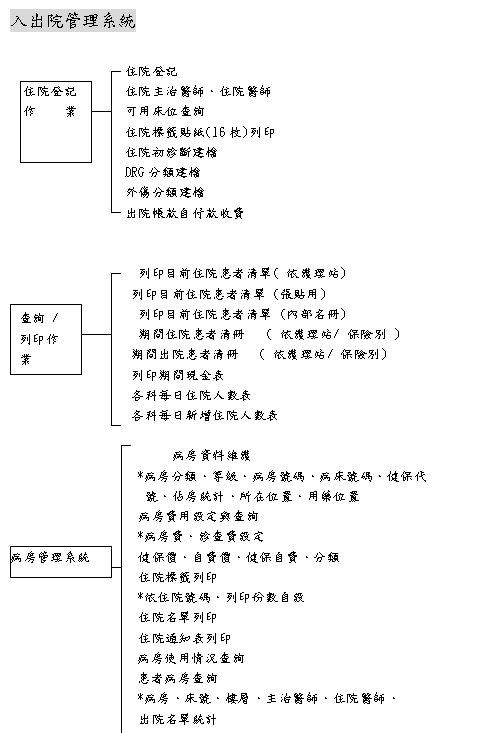 入出院管理系統
住院登記
作　　業
住院登記
住院主治醫師、住院醫師
可用床位查詢
住院標籤貼紙(16 枚)列印
住院初診斷建檔
DRG 分類建檔
外傷分類建檔
出院帳款自付款收費
查詢 /
列印作
業
列印目前住院患者清單( 依護理站)
列印目前住院患者清單 (張貼用)
列印目前住院患者清單 (內部名冊)
期間住院患者清冊　( 依護理站/ 保險別 )
期間出院患者清冊　( 依護理站/ 保險別)
列印期間現金表
各科每日住院人數表
各科每日新增住院人數表
病房管理系統
病房資料維護
*病房分類、等級、病房號碼、病床號碼、健保代
號、佔房統計、所在位置、用藥位置
病房費用設定與查詢
*病房費、診查費設定
健保價、自費價、健保自費、分類
住院標籤列印
*依住院號碼、列印份數自設
住院名單列印
住院通知表列印
病房使用情況查詢
患者病房查詢
*病房、床號、樓層、主治醫師、住院醫師、
出院名單統計